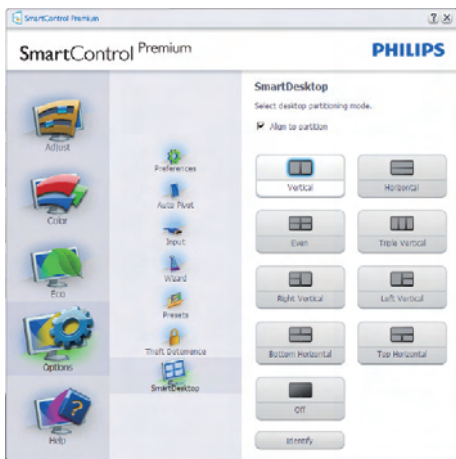 SmartControl Premium
? X
SmartControl Premium
PHILIPS
Adjust
Color
Eco
Options
Help
Preferences
Auto Pivot
Input
Wizard
Presets
Theft Deterrence
SmartDesktop
SmartDesktop
Select desktop partitioning mode.
Align to partition
Vertical
Horizontal
Even
Triple Vertical
Right Vertical
Left Vertical
Bottom Horizontal
Top Horizontal
Off
Identify